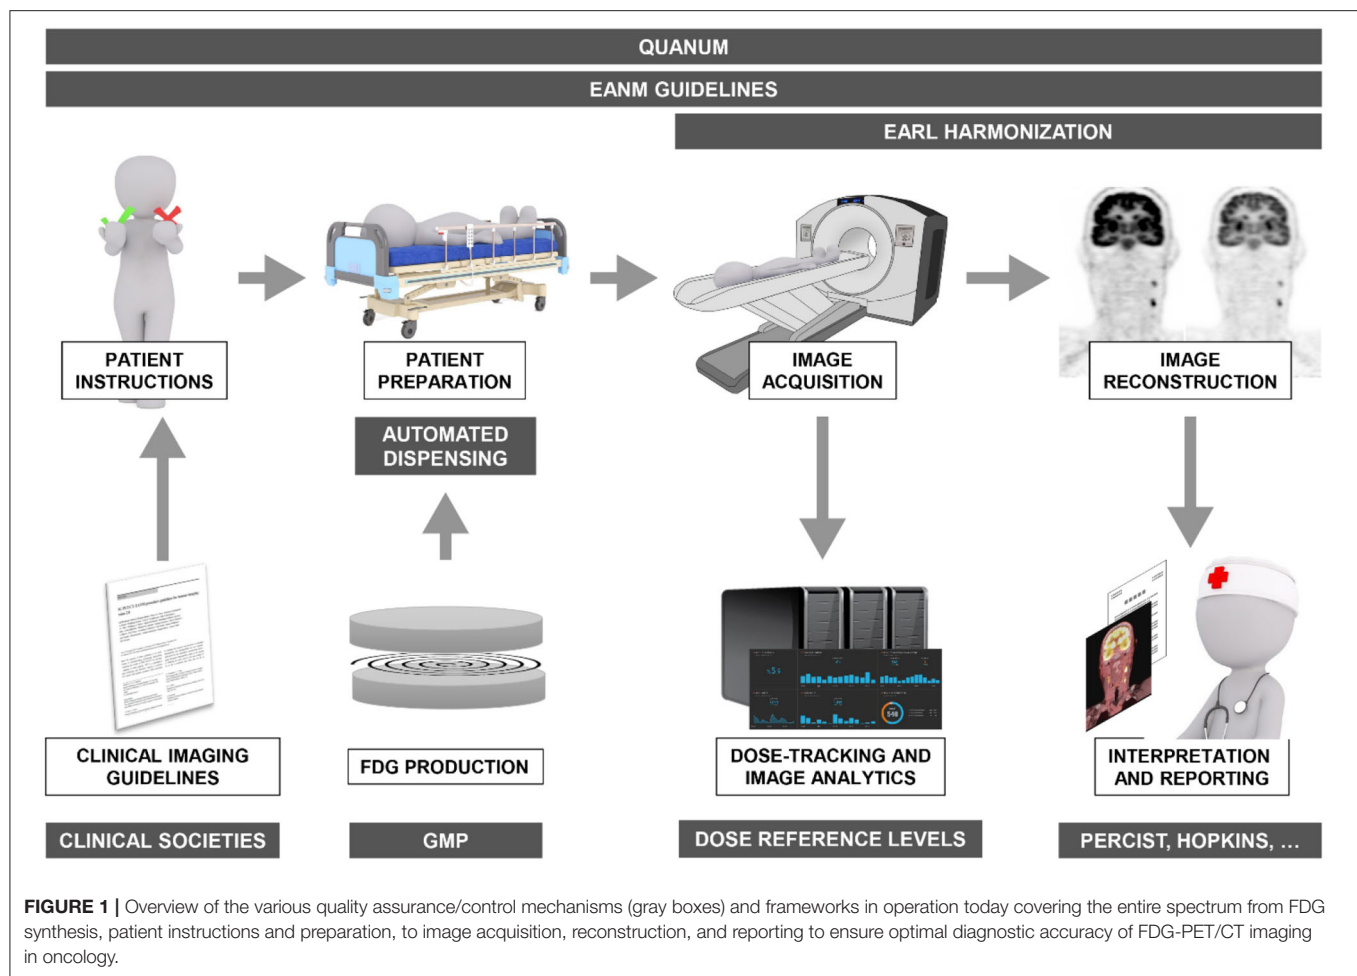 QUANUM
EANM GUIDELINES
EARL HARMONIZATION
PATIENT
INSTRUCTIONS
PATIENT
PREPARATION
IMAGE
ACQUISITION
IMAGE
RECONSTRUCTION
AUTOMATED
DISPENSING
548
CLINICAL IMAGING
GUIDELINES
FDG PRODUCTION
DOSE-TRACKING AND
IMAGE ANALYTICS
INTERPRETATION
AND REPORTING
CLINICAL SOCIETIES
GMP
DOSE REFERENCE LEVELS
PERCIST, HOPKINS, ...
FIGURE 1 | Overview of the various quality assurance/control mechanisms (gray boxes) and frameworks in operation today covering the entire spectrum from FDG
synthesis, patient instructions and preparation, to image acquisition, reconstruction, and reporting to ensure optimal diagnostic accuracy of FDG-PET/CT imaging
in oncology.